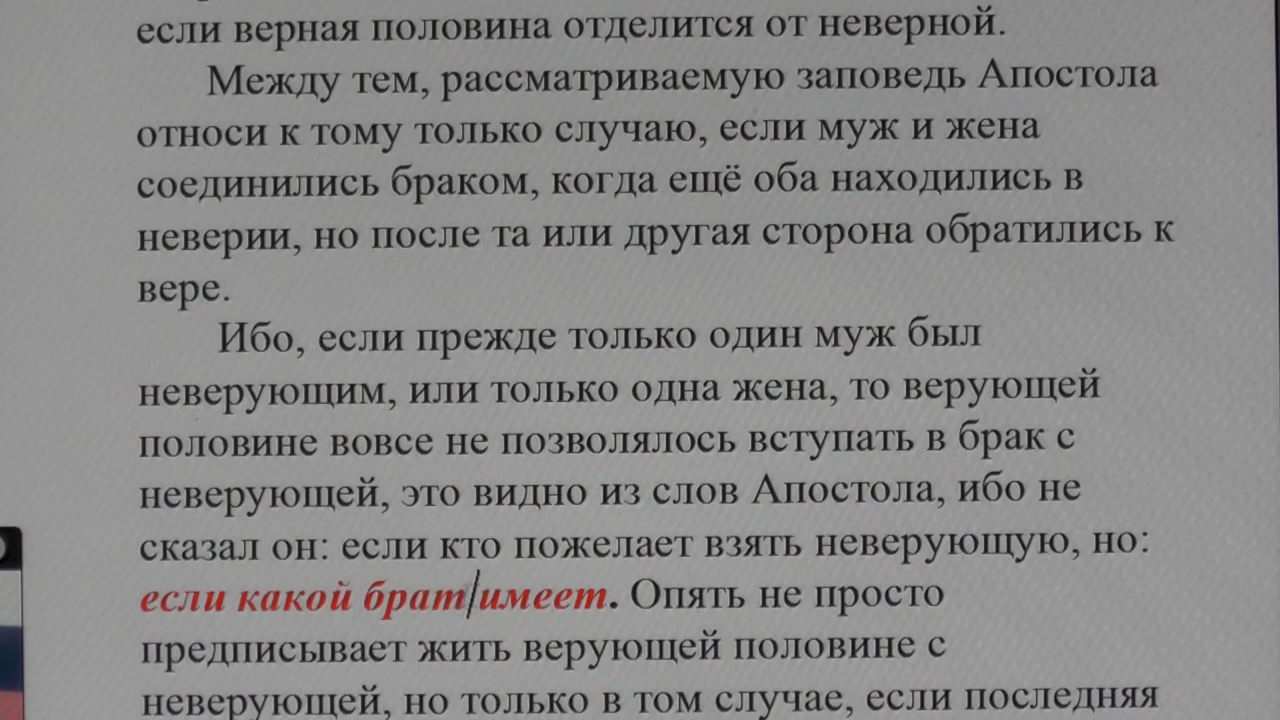 если верная половина отделится от неверной.
Между тем, рассматриваемую заповедь Апостола
относи к тому только случаю, если муж и жена
соединились браком, когда ещё оба находились в
неверии, но после та или другая сторона обратились к
вере.
Ибо, если прежде только один муж был
неверующим, или только одна жена, то верующей
половине вовсе не позволялось вступать в брак с
неверующей, это видно из слов Апостола, ибо не
сказал он: если кто пожелает взять неверующую, но:
если какой брат имеет. Опять не просто
предписывает жить верующей половине с
неверующей, но только в том случае, если последняя